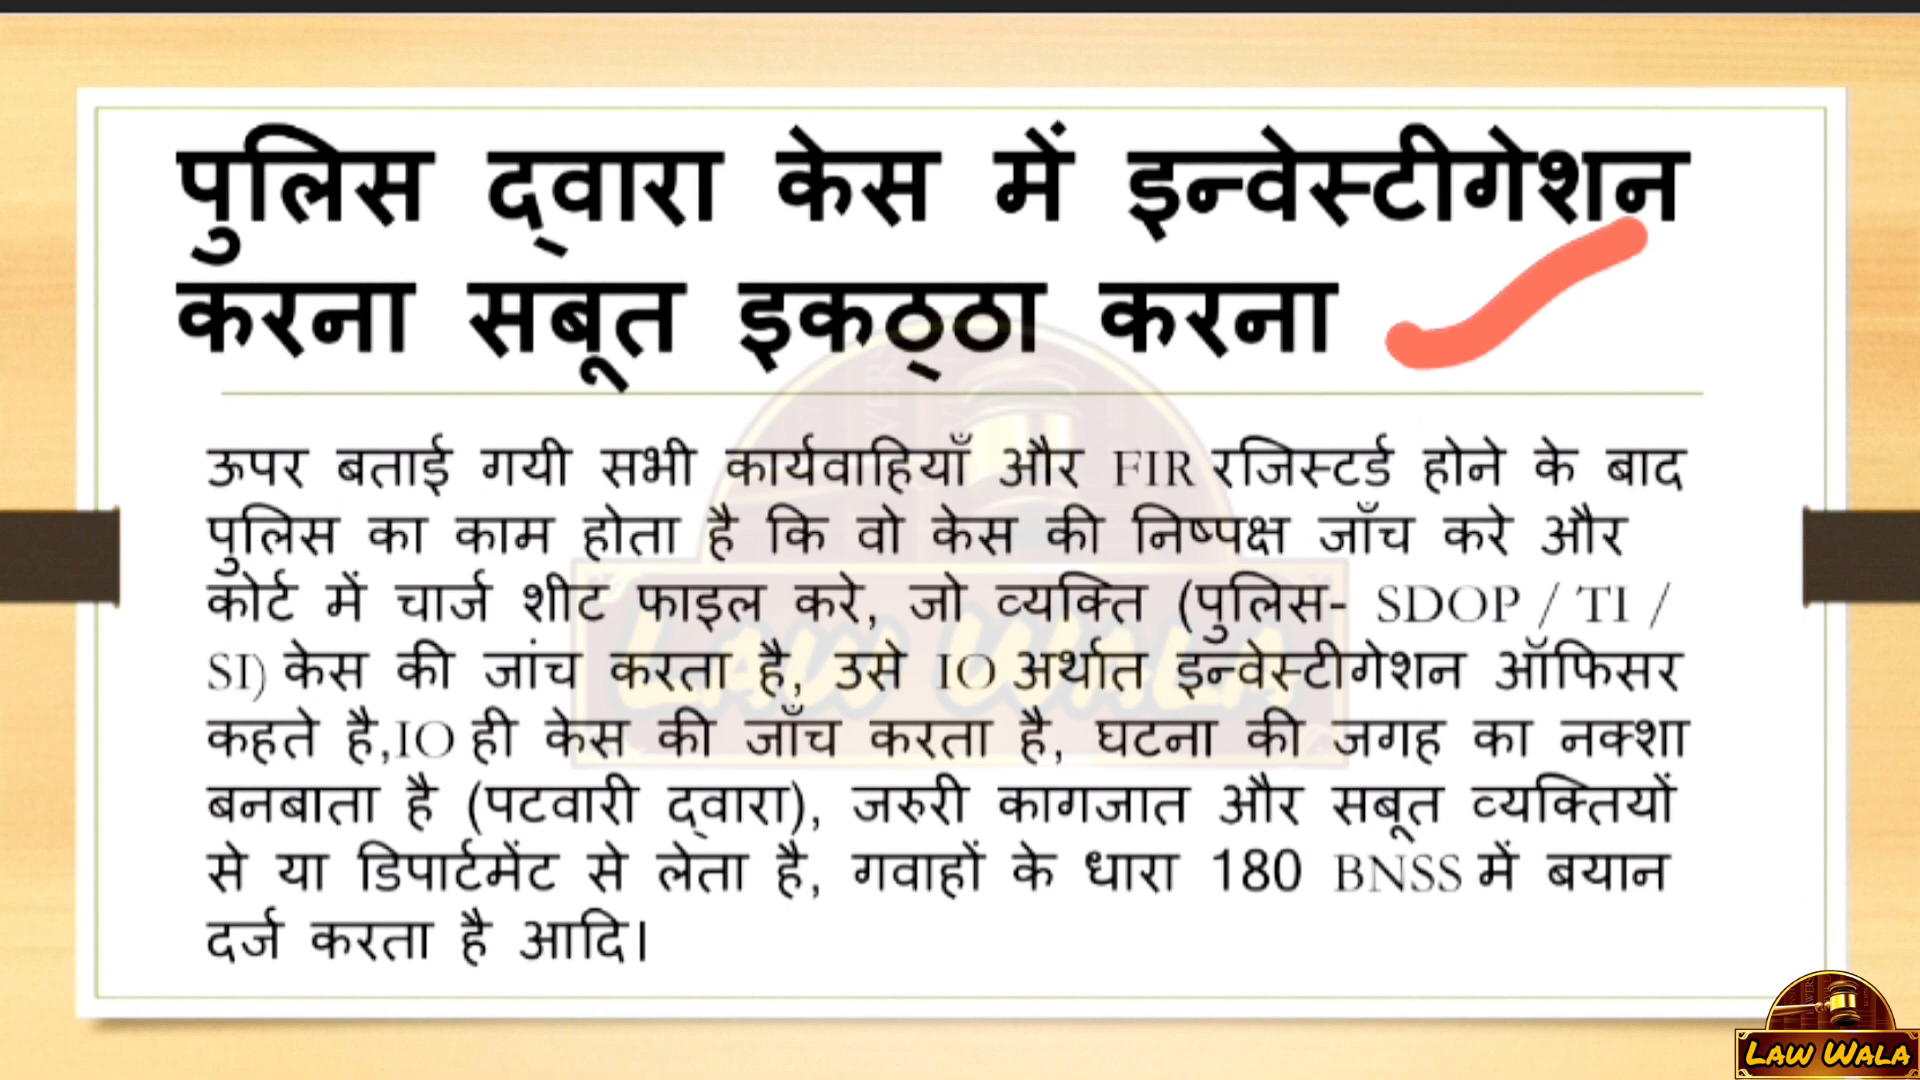 पुलिस द्‌वारा केस में इन्वेस्टीगेशन
करना सबूत इकठ्ठा करना
ऊपर बताई गयी सभी कार्यवाहियाँ और FIR रजिस्टर्ड होने के बाद
पुलिस का काम होता है कि वो केस की निष्पक्ष जाँच करे और
कोर्ट में चार्ज शीट फाइल करे, जो व्यक्ति (पुलिस- SDOP / TI /
SI) केस की जांच करता है, उसे IO अर्थात इन्वेस्टीगेशन ऑफिसर
कहते है,IO ही केस की जाँच करता है, घटना की जगह का नक्शा
बनबाता है (पटवारी द्‌वारा), जरुरी कागजात और सबूत व्यक्तियों
से या डिपार्टमेंट से लेता है, गवाहों के धारा 180 BNSS में बयान
दर्ज करता है आदि।
LAW WALA
LAW WALA